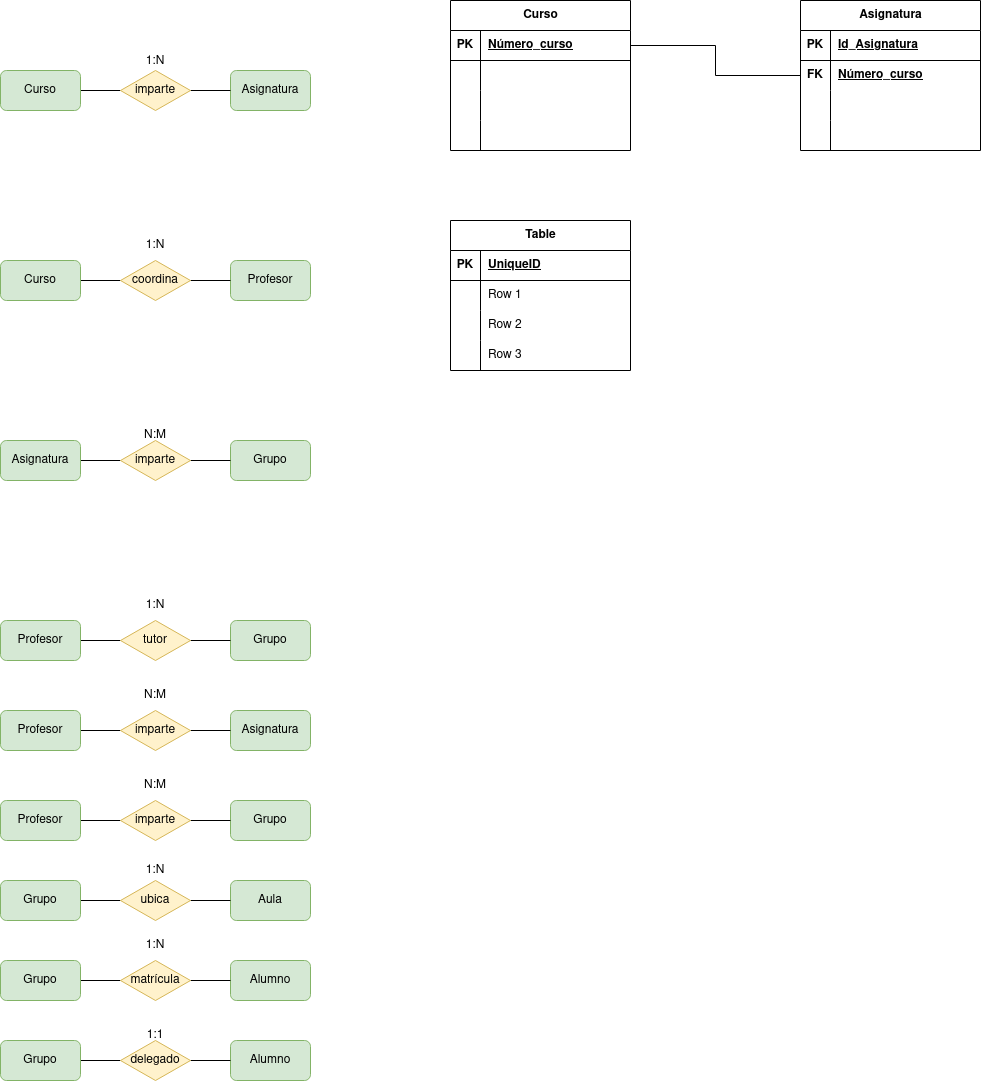 1:N
Curso imparte Asignatura
Curso
PK Número_curso
Asignatura
PK Id_Asignatura
FK Número_curso
1:N
Curso coordina Profesor
Table
PK UniqueID
Row 1
Row 2
Row 3
N:M
Asignatura imparte Grupo
1:N
Profesor tutor Grupo
N:M
Profesor imparte Asignatura
N:M
Profesor imparte Grupo
1:N
Grupo ubica Aula
1:N
Grupo matrícula Alumno
1:1
Grupo delegado Alumno